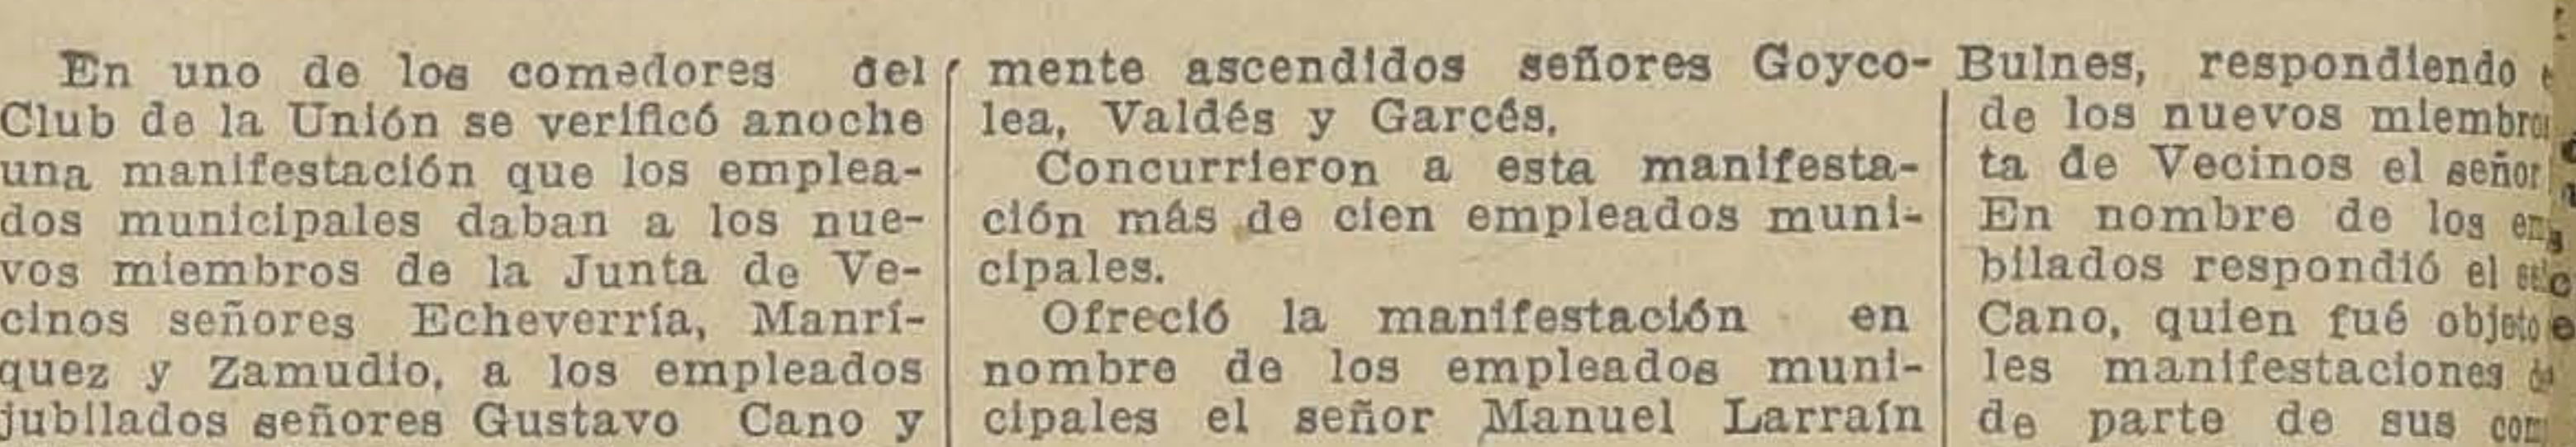 En uno de los comedores del
Club de la Unión se verificó anoche
una manifestación que los emplea-
dos municipales daban a los nue-
vos miembros de la Junta de Ve-
cinos señores Echeverría, Manrí-
quez y Zamudio, a los empleados
jubilados señores Gustavo Cano y
mente ascendidos señores Goyco-
lea, Valdés y Garcés.
Concurrieron a esta manifesta-
ción más de cien empleados muni-
cipales.
Ofreció la manifestación en
nombre de los empleados muni-
cipales el señor Manuel Larraín
Bulnes, respondiendo
de los nuevos
ta de Vecinos el señor
En nombre de los
bilados respondió el
Cano, quien fué objeto
les manifestaciones
de parte de sus